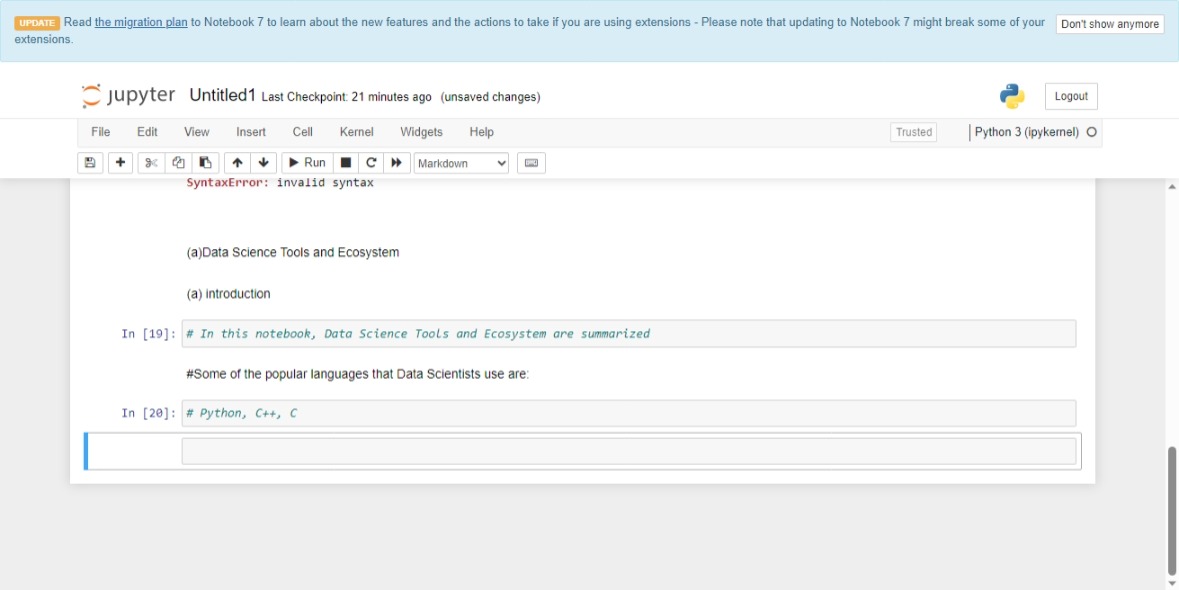 UPDATE Read the migration plan to Notebook 7 to learn about the new features and the actions to take if you are using extensions - Please note that updating to Notebook 7 might break some of your
extensions.
Don't show anymore
jupyter Untitled1 Last Checkpoint: 21 minutes ago (unsaved changes)
Logout
File Edit View Insert Cell Kernel Widgets Help
Trusted
Python 3 (ipykernel)
Run
Markdown
SyntaxError: invalid syntax
(a)Data Science Tools and Ecosystem
(a) introduction
In [19]: # In this notebook, Data Science Tools and Ecosystem are summarized
#Some of the popular languages that Data Scientists use are:
In [20]: # Python, C++, C